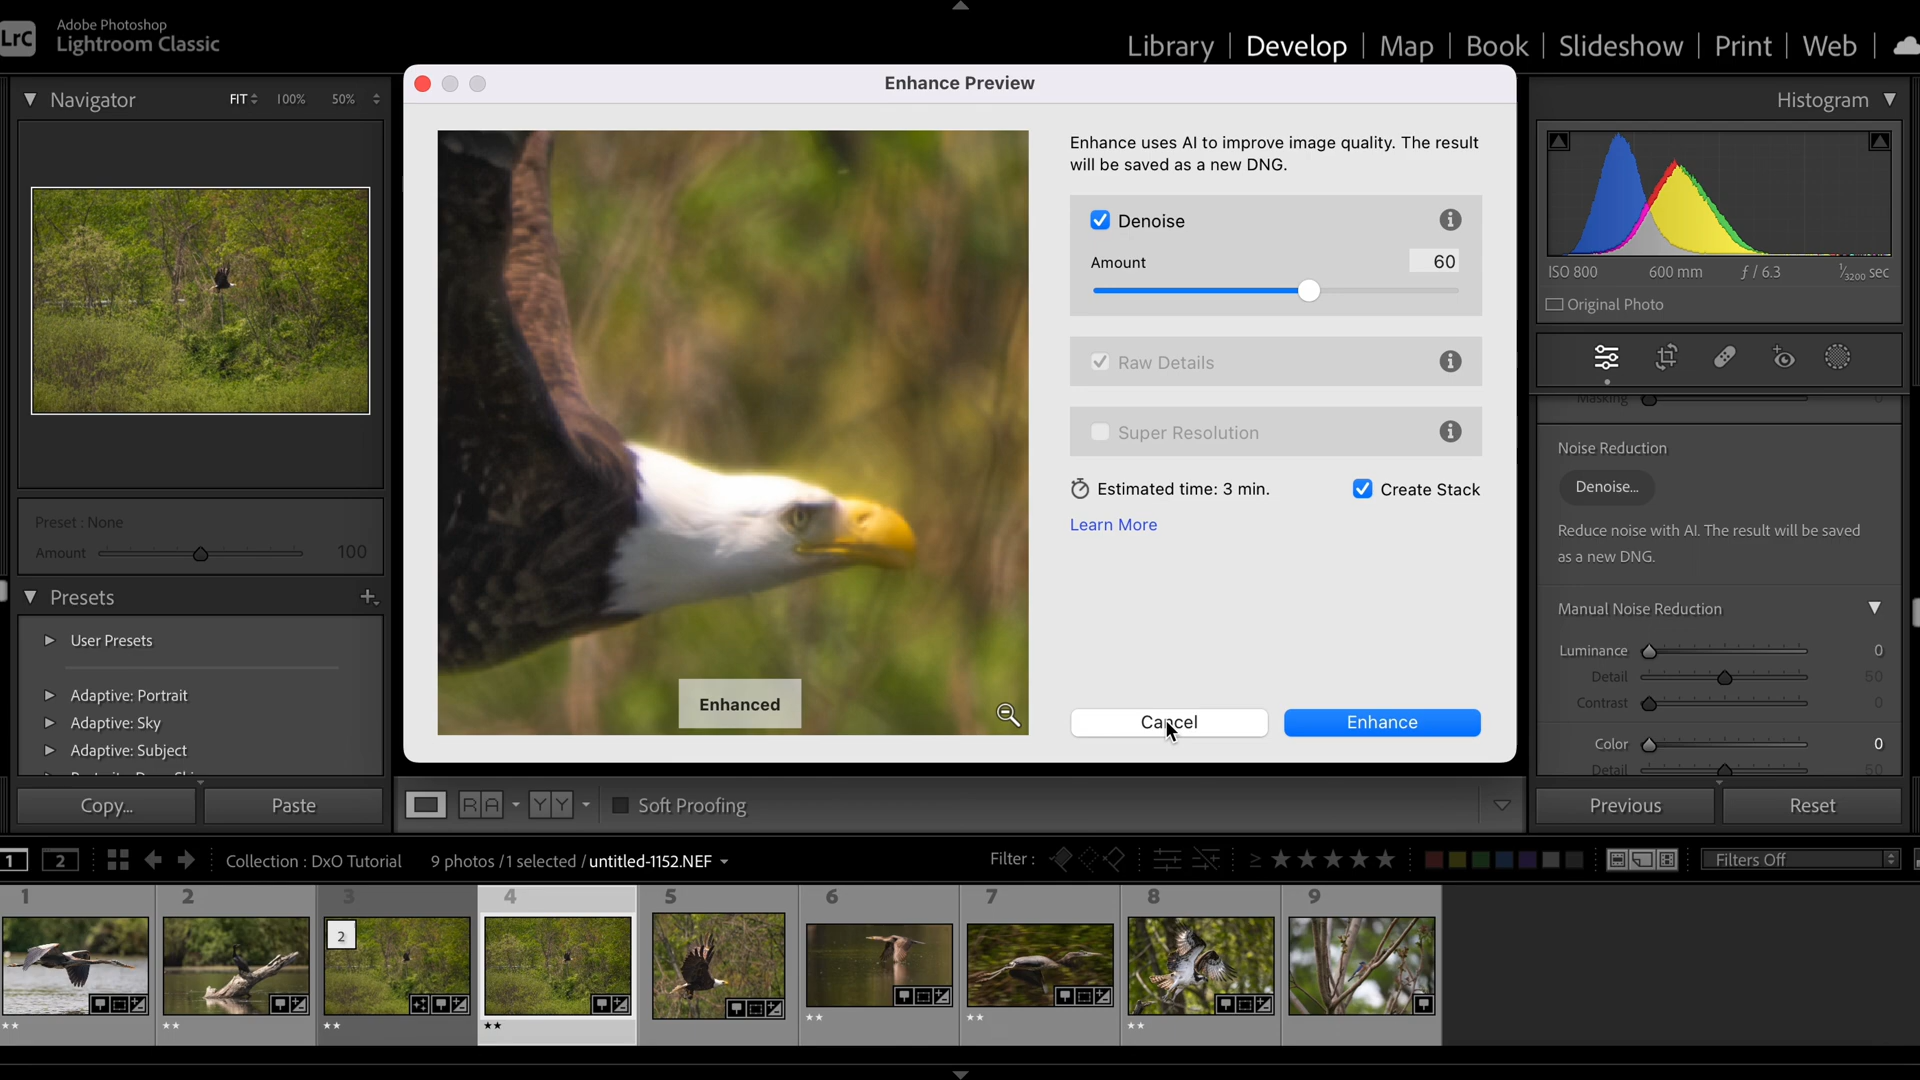 LrC
Adobe Photoshop
Lightroom Classic
Library | Develop | Map | Book | Slideshow | Print | Web
Navigator FIT 100% 50%
Enhance Preview
Enhance uses AI to improve image quality. The result
will be saved as a new DNG.
Denoise
Amount 60
Raw Details
Super Resolution
Estimated time: 3 min. Create Stack
Learn More
Enhanced
Cancel Enhance
Histogram
ISO 800 600 mm ƒ / 6.3 1/3200 sec
Original Photo
Masking 0
Noise Reduction
Denoise...
Reduce noise with AI. The result will be saved
as a new DNG.
Manual Noise Reduction
Luminance 0
Detail 50
Contrast 0
Color 0
Detail 50
Previous Reset
Preset : None
Amount 100
Presets
User Presets
Adaptive: Portrait
Adaptive: Sky
Adaptive: Subject
Copy... Paste
R A Y Y Soft Proofing
1 2 Collection : DxO Tutorial 9 photos / 1 selected / untitled-1152.NEF Filter : Filters Off
1 2 3 4 5 6 7 8 9
2